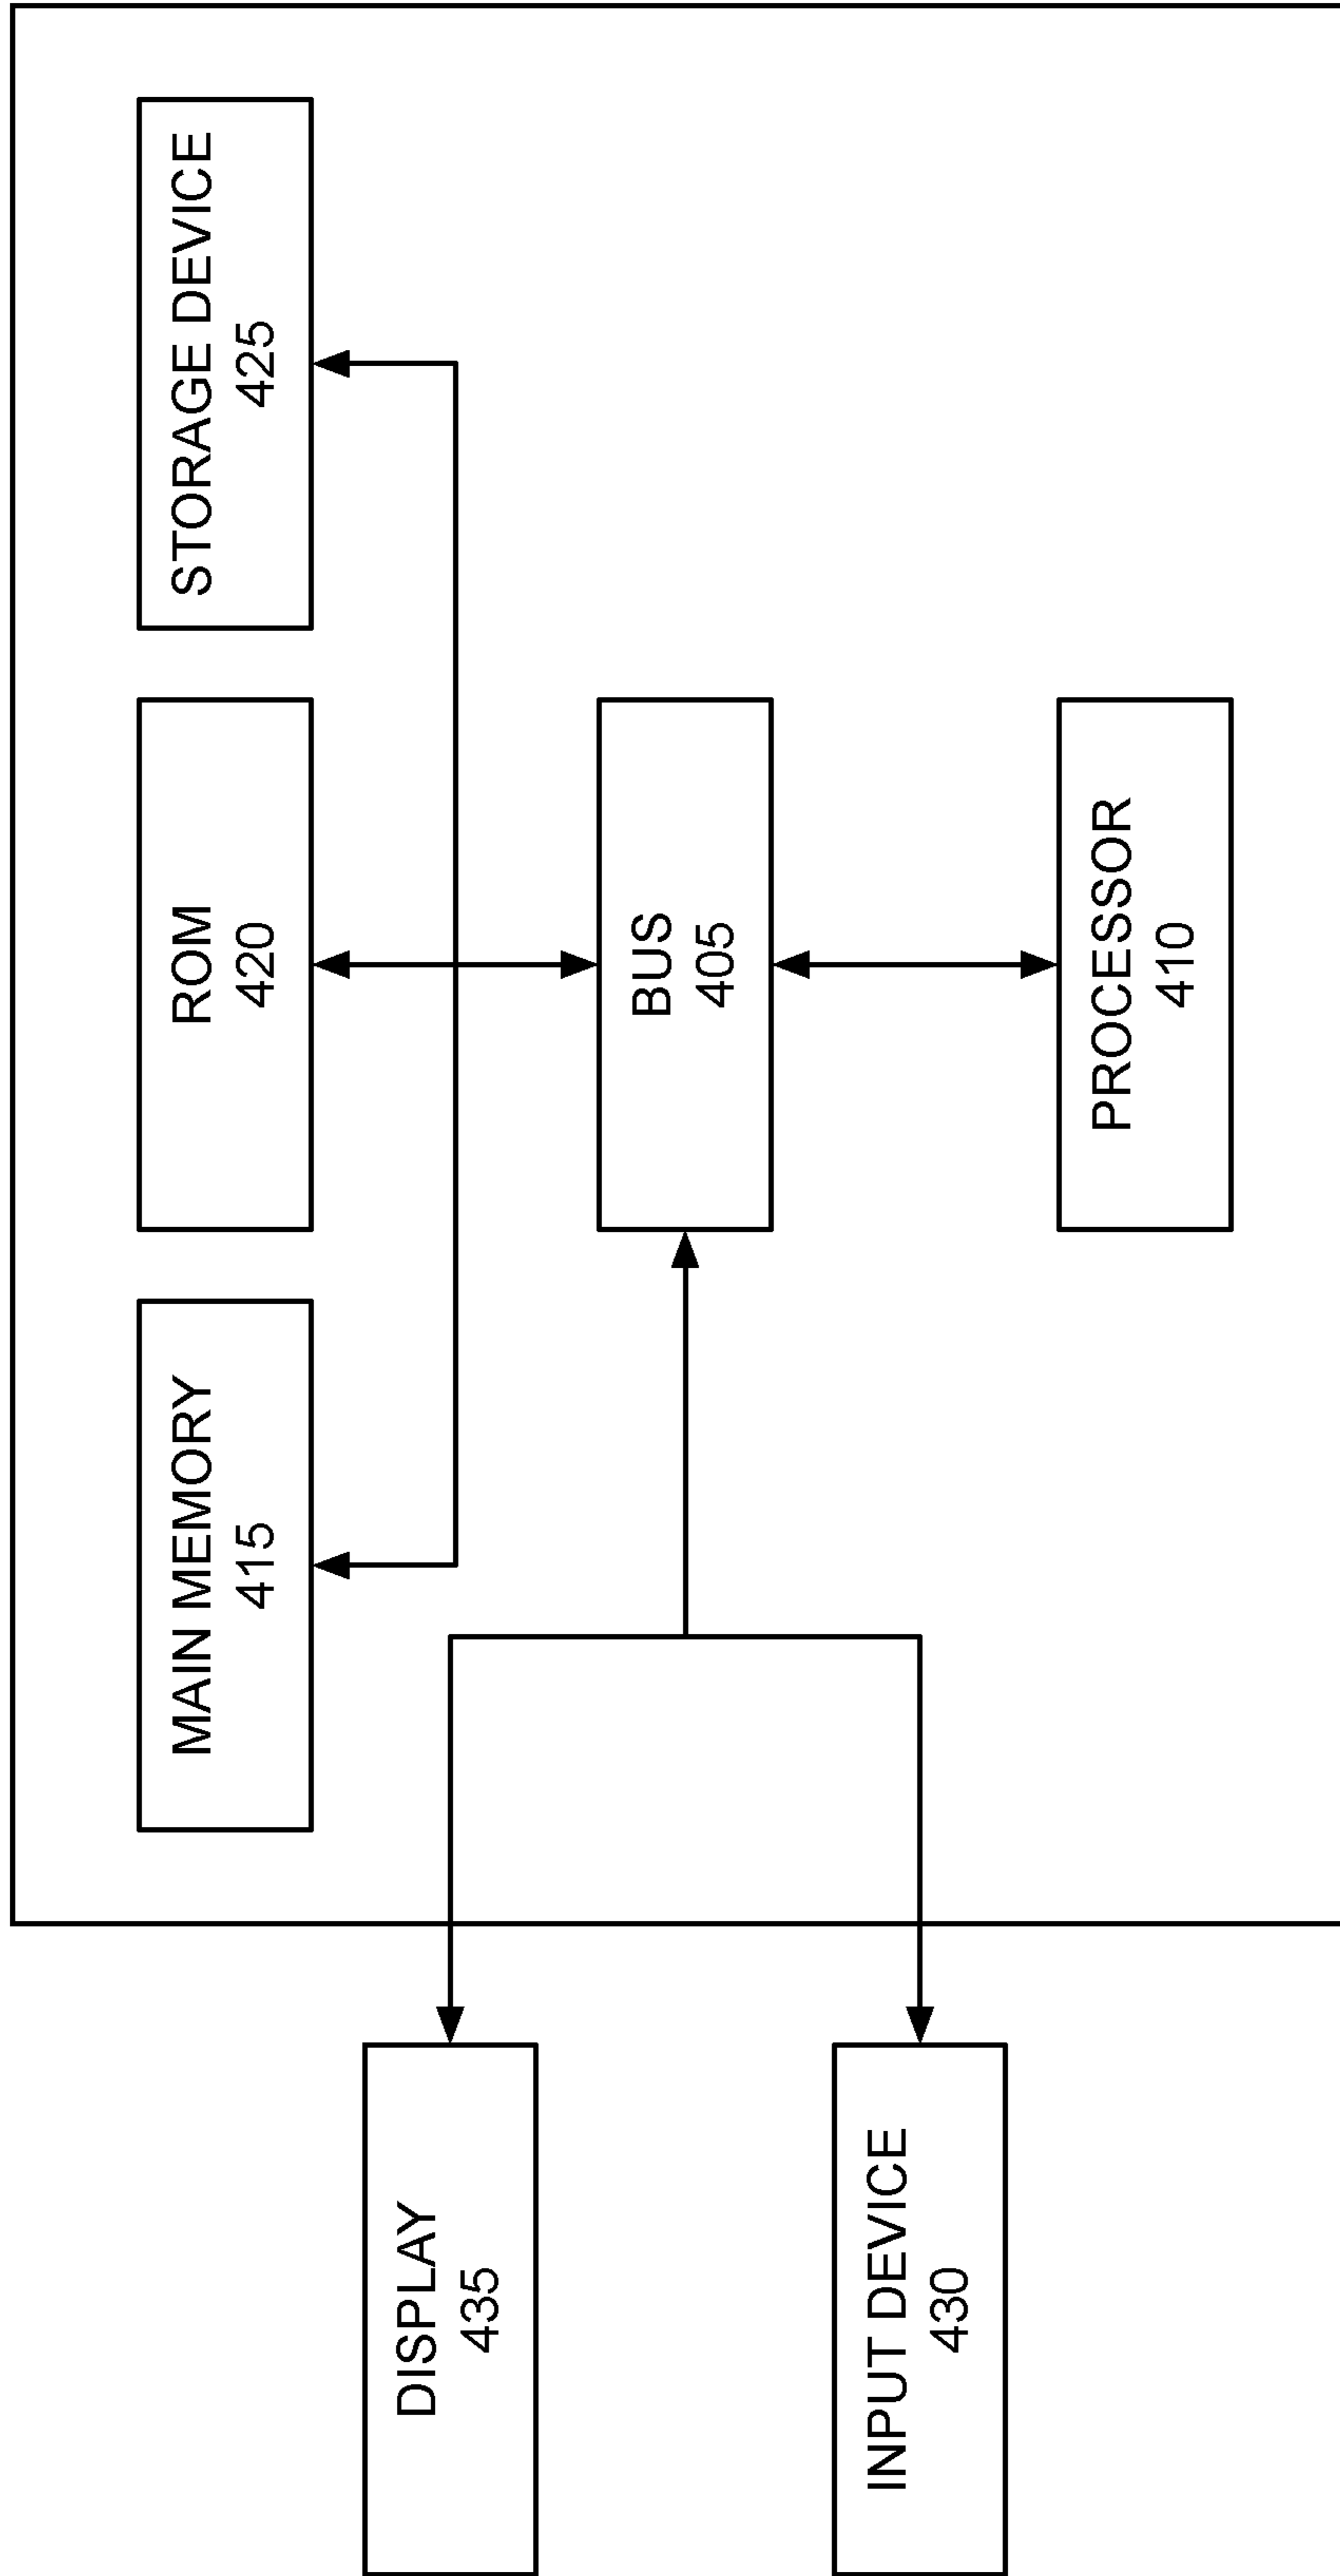 MAIN MEMORY
415
ROM
420
STORAGE DEVICE
425
DISPLAY
435
BUS
405
INPUT DEVICE
430
PROCESSOR
410